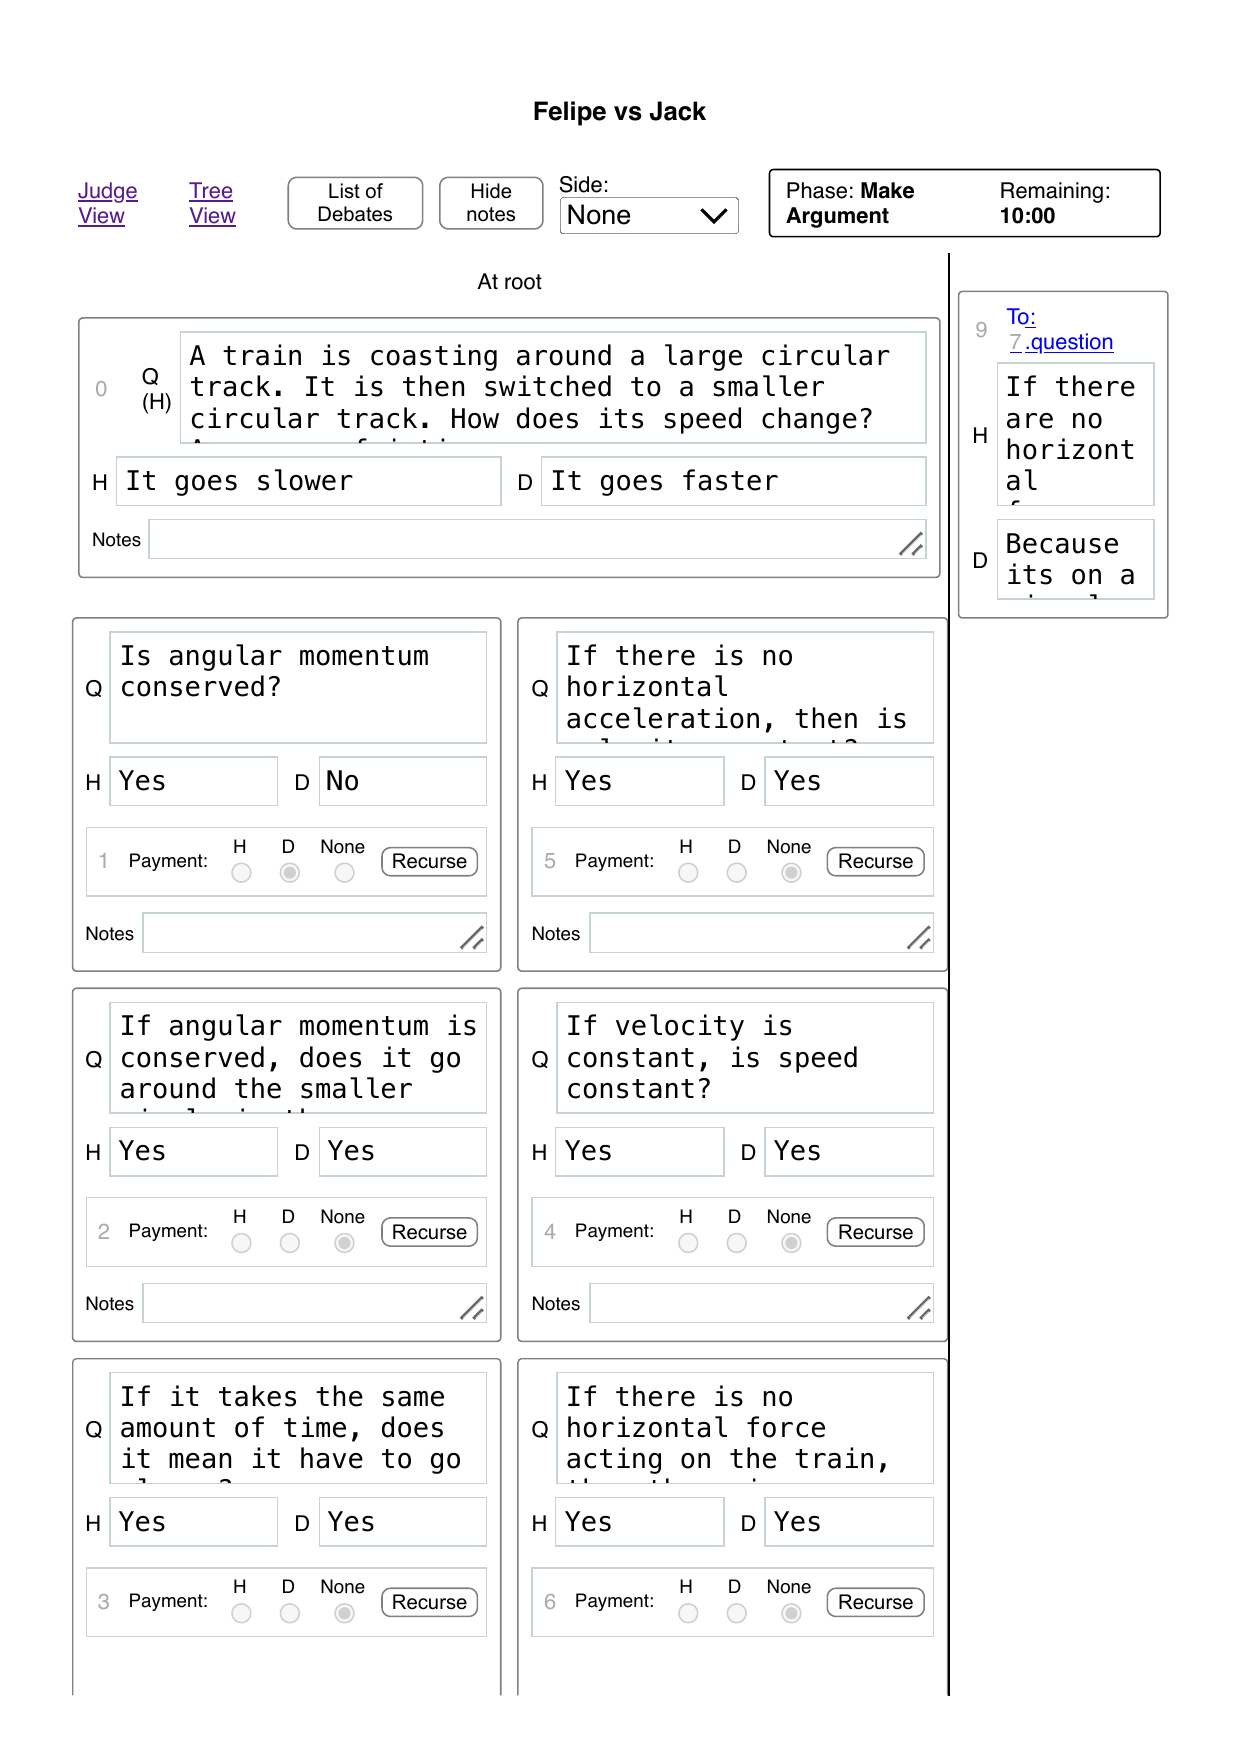 Felipe vs Jack
Judge View
Tree View
List of Debates
Hide notes
Side:
None
Phase: Make Argument
Remaining: 10:00
At root
0
Q (H)
A train is coasting around a large circular
track. It is then switched to a smaller
circular track. How does its speed change?
H It goes slower
D It goes faster
Notes
Q
Is angular momentum
conserved?
H Yes D No
1 Payment: H D None Recurse
Notes
Q
If angular momentum is
conserved, does it go
around the smaller
H Yes D Yes
2 Payment: H D None Recurse
Notes
Q
If it takes the same
amount of time, does
it mean it have to go
H Yes D Yes
3 Payment: H D None Recurse
Q
If there is no
horizontal
acceleration, then is
H Yes D Yes
5 Payment: H D None Recurse
Notes
Q
If velocity is
constant, is speed
constant?
H Yes D Yes
4 Payment: H D None Recurse
Notes
Q
If there is no
horizontal force
acting on the train,
H Yes D Yes
6 Payment: H D None Recurse
9
To:
7.question
H
If there
are no
horizont
al
D
Because
its on a